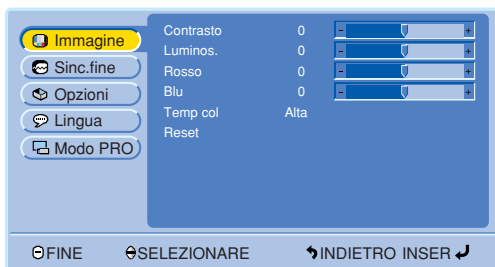 Immagine
Sinc.fine
Opzioni
Lingua
Modo PRO
Contrasto 0 - +
Luminos. 0 - +
Rosso 0 - +
Blu 0 - +
Temp col Alta
Reset
FINE SELEZIONARE INDIETRO INSER